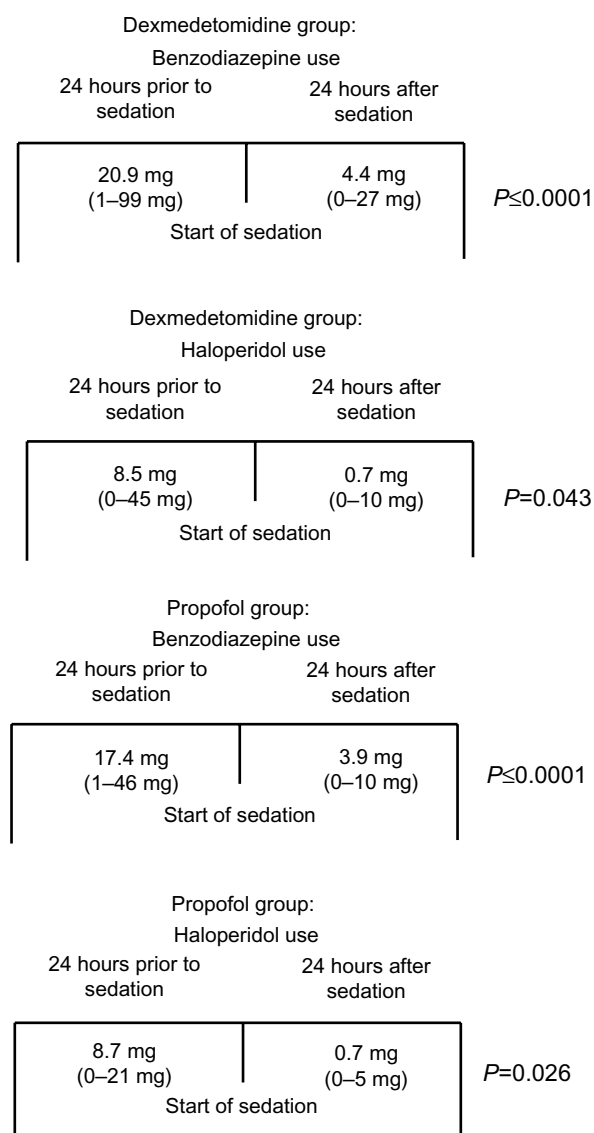 Dexmedetomidine group:
Benzodiazepine use
24 hours prior to
sedation
24 hours after
sedation
20.9 mg
(1–99 mg)
4.4 mg
(0–27 mg)
P≤0.0001
Start of sedation
Dexmedetomidine group:
Haloperidol use
24 hours prior to
sedation
24 hours after
sedation
8.5 mg
(0–45 mg)
0.7 mg
(0–10 mg)
P=0.043
Start of sedation
Propofol group:
Benzodiazepine use
24 hours prior to
sedation
24 hours after
sedation
17.4 mg
(1–46 mg)
3.9 mg
(0–10 mg)
P≤0.0001
Start of sedation
Propofol group:
Haloperidol use
24 hours prior to
sedation
24 hours after
sedation
8.7 mg
(0–21 mg)
0.7 mg
(0–5 mg)
P=0.026
Start of sedation